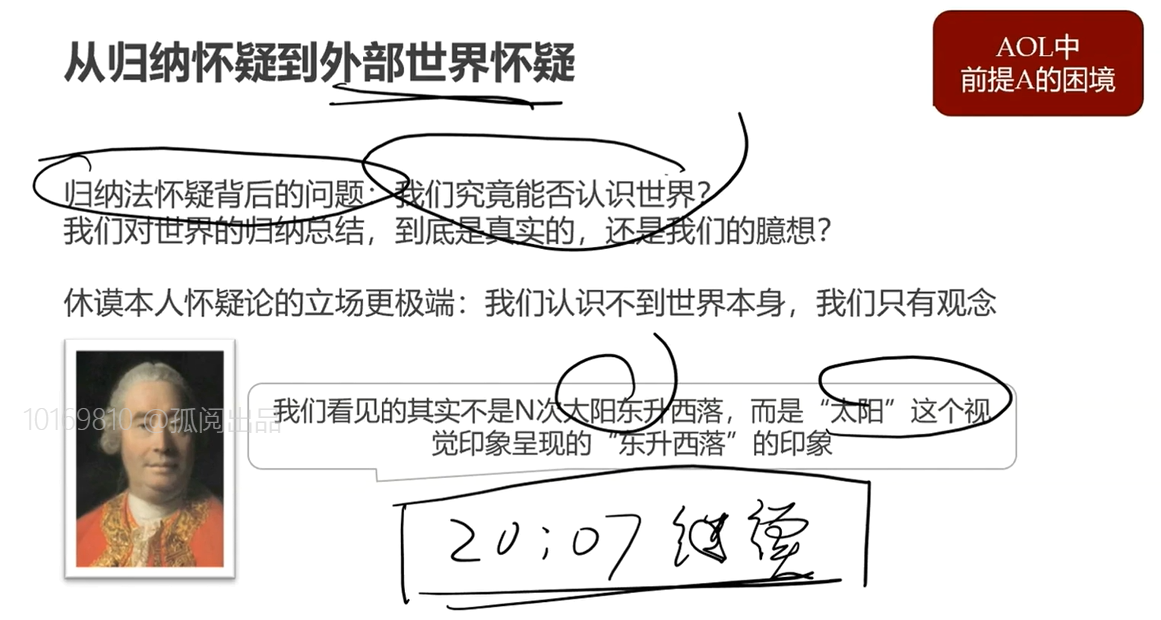 从归纳怀疑到外部世界怀疑
AOL中
前提A的困境
归纳法怀疑背后的问题：我们究竟能否认识世界？
我们对世界的归纳总结，到底是真实的，还是我们的臆想？
休谟本人怀疑论的立场更极端：我们认识不到世界本身，我们只有观念
10169810 @孤阅出品
我们看见的其实不是N次太阳东升西落，而是“太阳”这个视
觉印象呈现的“东升西落”的印象
20:07 继续